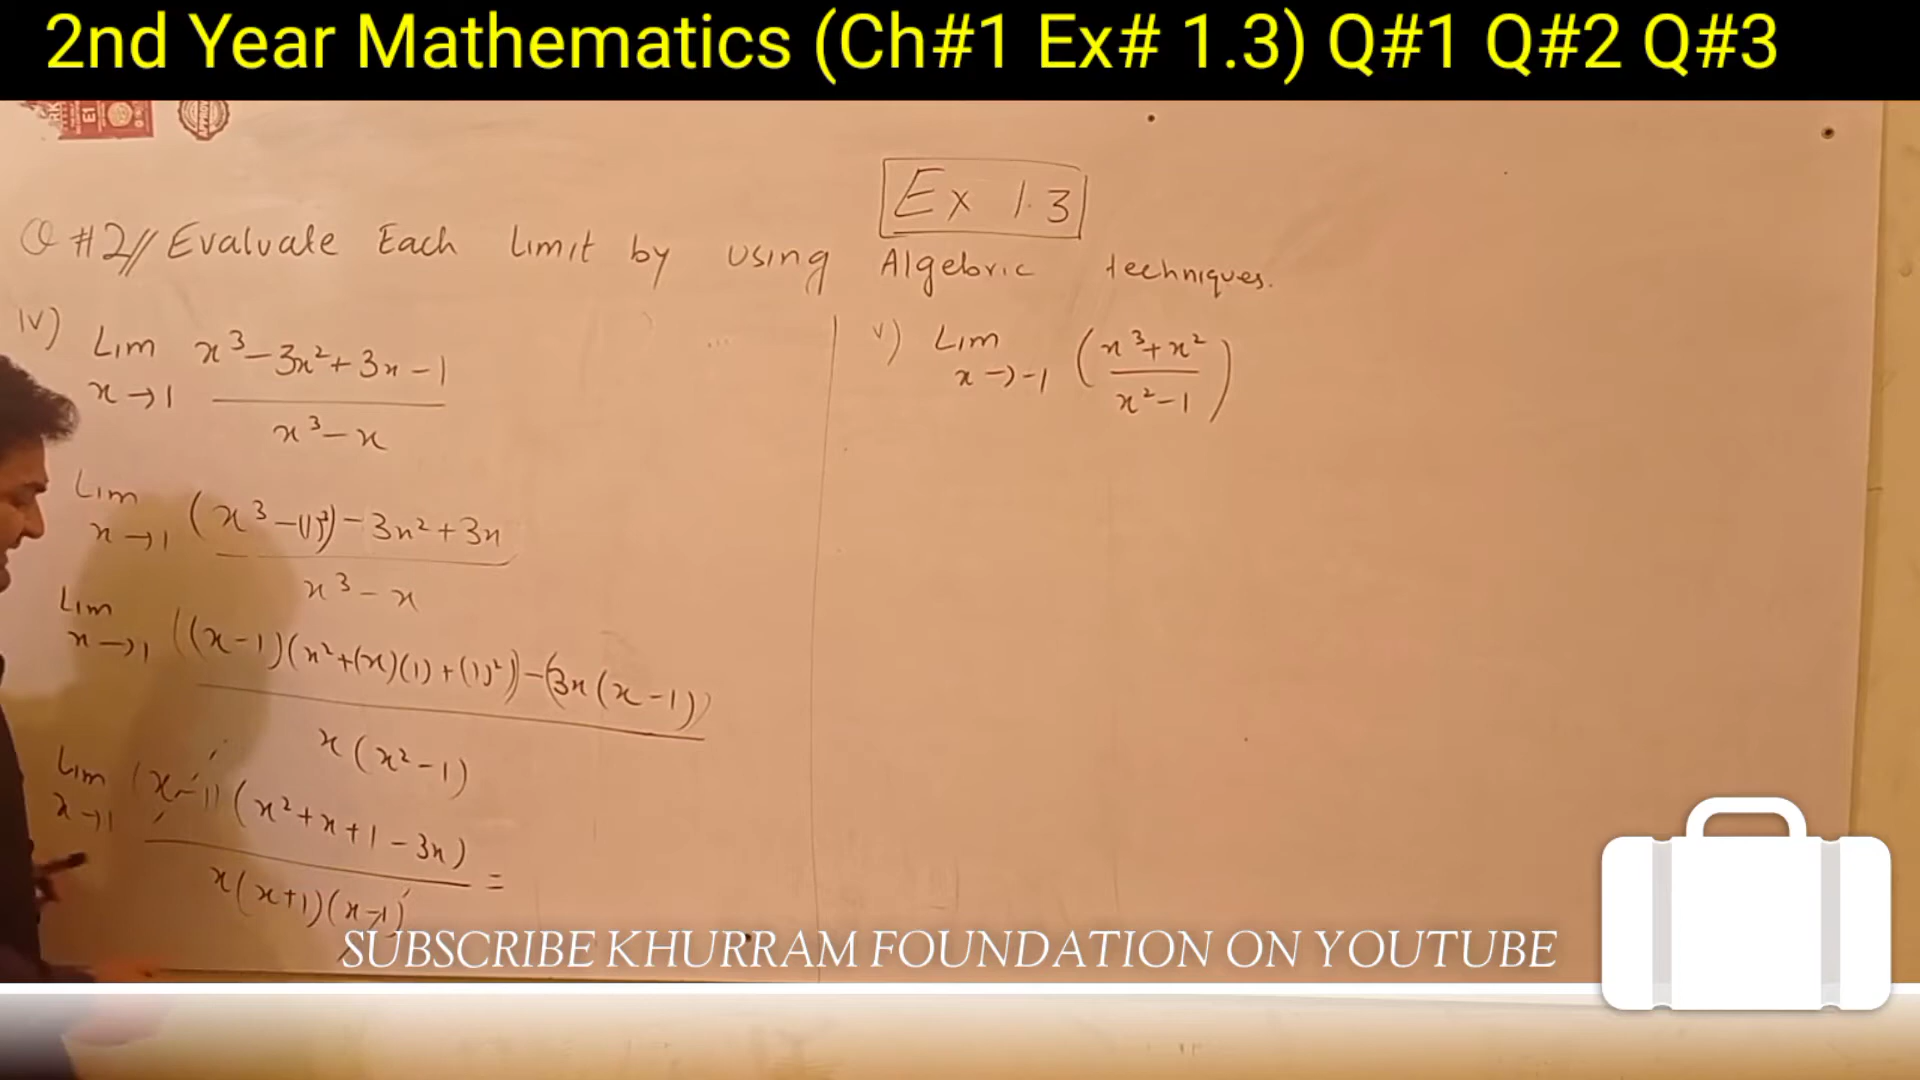 2nd Year Mathematics (Ch#1 Ex# 1.3) Q#1 Q#2 Q#3
E1
Ex 1.3
Q #2// Evaluate Each Limit by using Algebric techniques.
iv) Lim x→1 x³-3x²+3x-1 / x³-x
Lim x→1 (x³-(1)³)-3x²+3x / x³-x
Lim x→1 ((x-1)(x²+(x)(1)+(1)²)-(3x(x-1)) / x(x²-1)
Lim x→1 (x-1)(x²+x+1-3x) / x(x+1)(x-1) =
v) Lim x→-1 (x³+x² / x²-1)
SUBSCRIBE KHURRAM FOUNDATION ON YOUTUBE